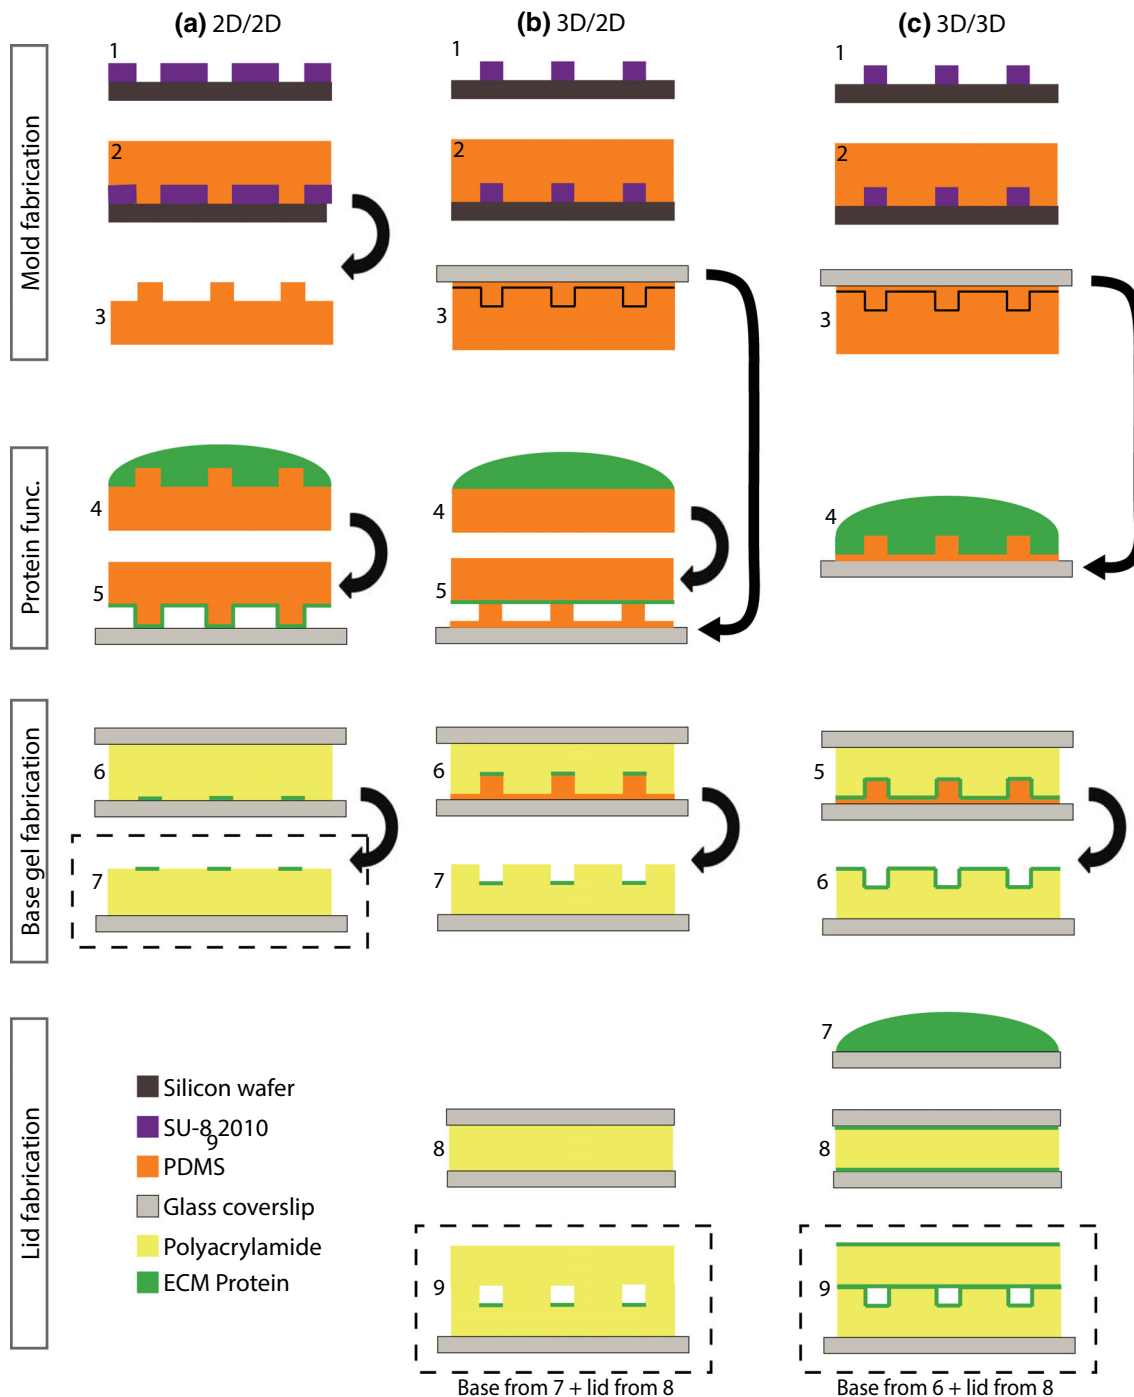 (a) 2D/2D
(b) 3D/2D
(c) 3D/3D
Mold fabrication
1
1
1
2
2
2
3
3
3
Protein func.
4
4
4
5
5
Base gel fabrication
6
6
5
7
7
6
Lid fabrication
7
8
8
9
9
Silicon wafer
SU-8 2010
9
PDMS
Glass coverslip
Polyacrylamide
ECM Protein
Base from 7 + lid from 8
Base from 6 + lid from 8